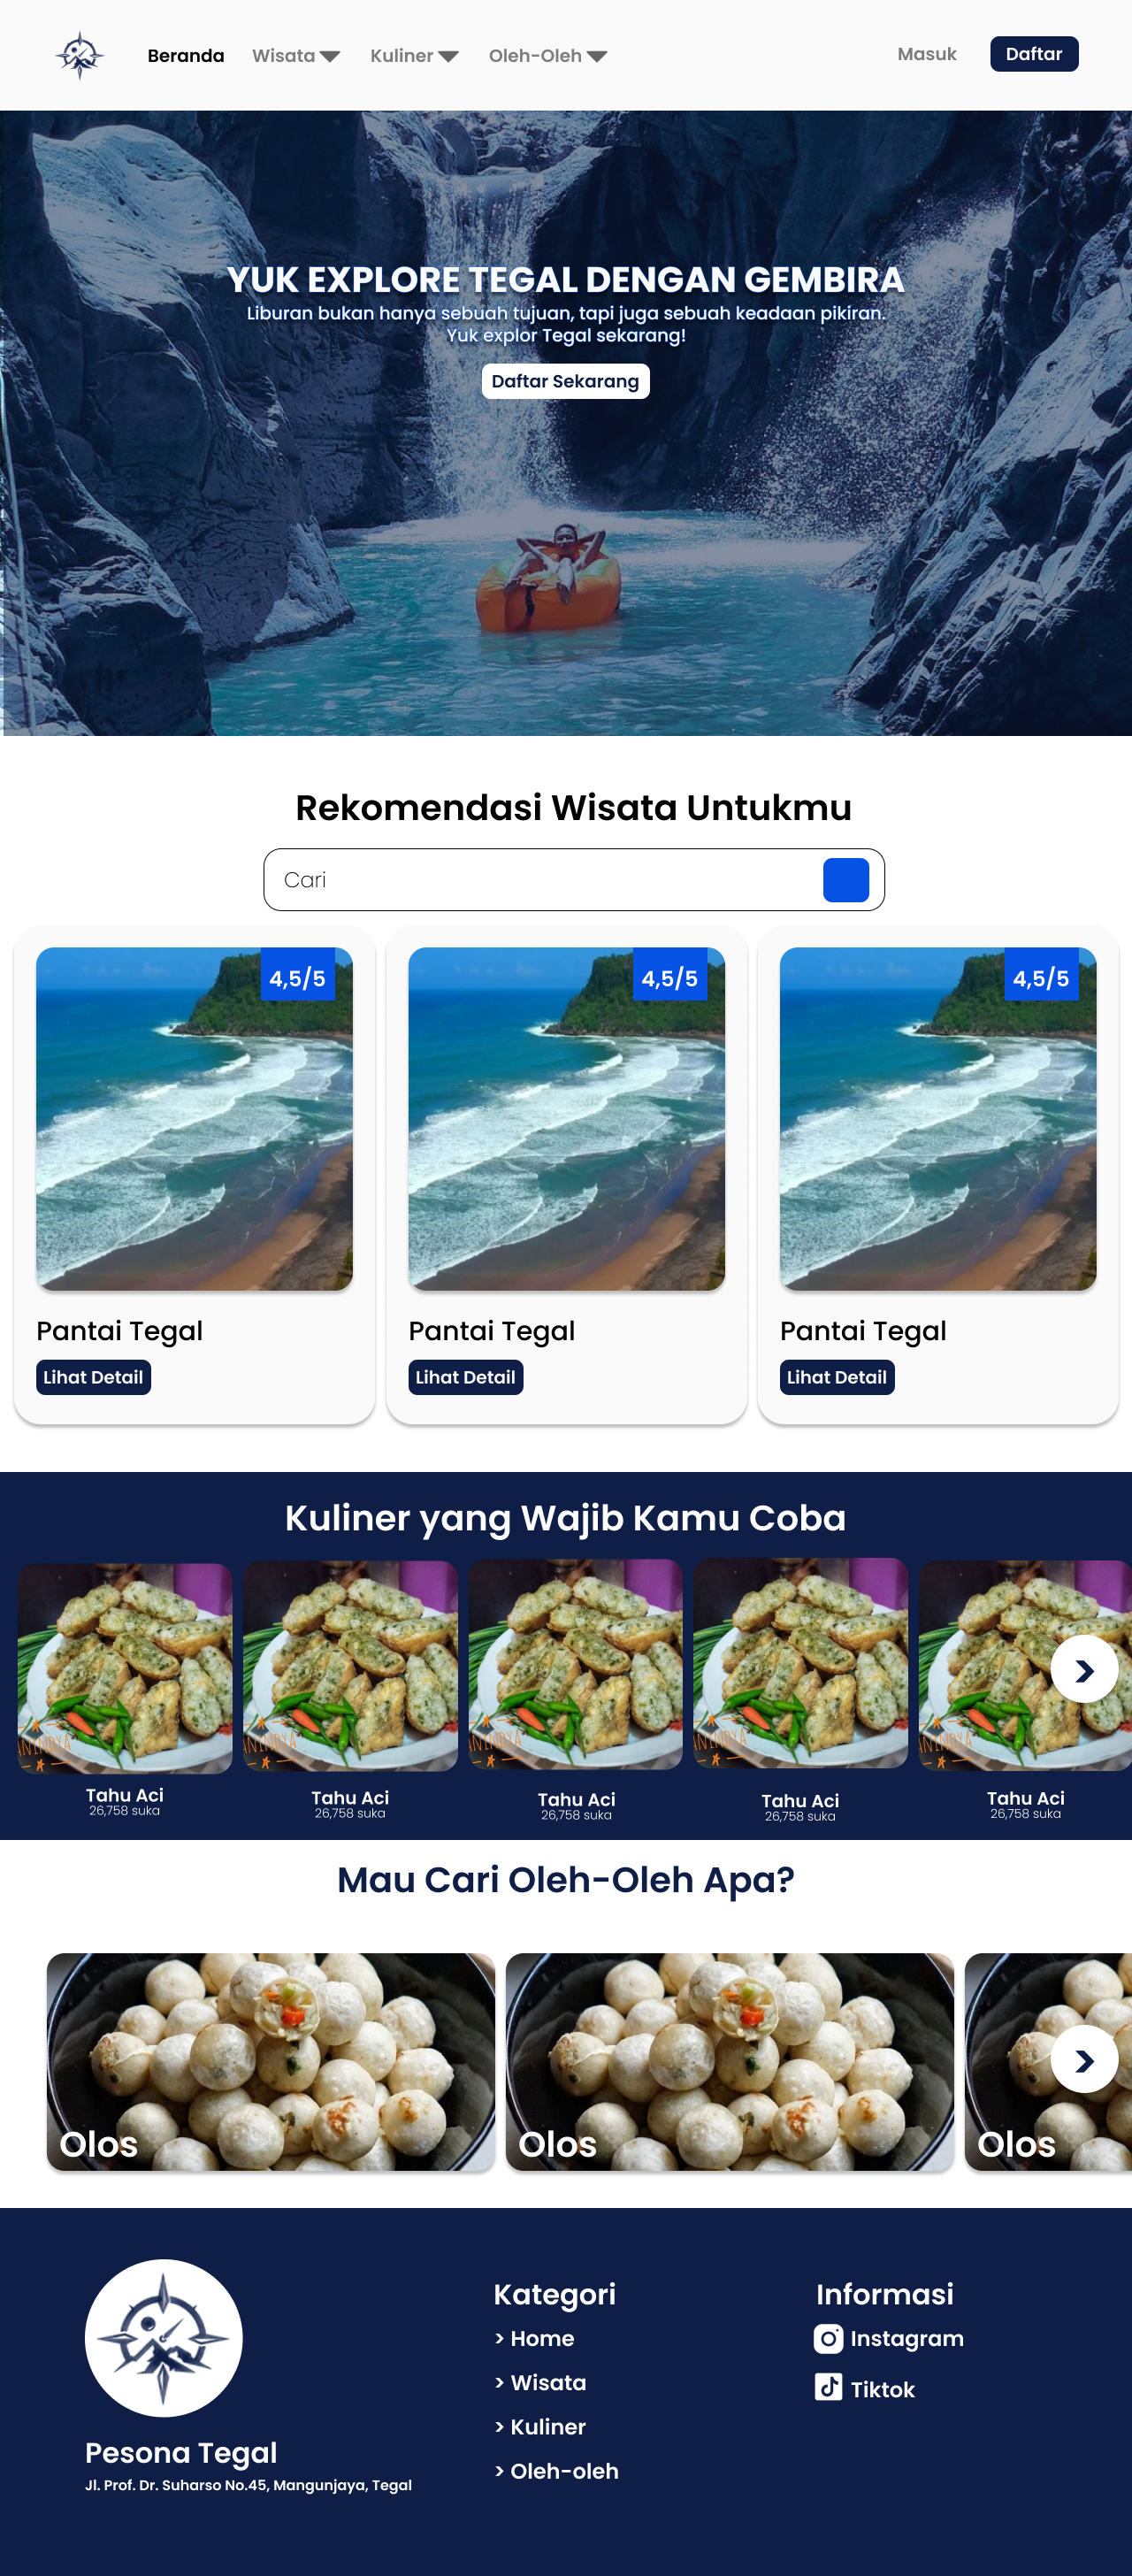 Beranda Wisata Kuliner Oleh-Oleh Masuk Daftar
YUK EXPLORE TEGAL DENGAN GEMBIRA
Liburan bukan hanya sebuah tujuan, tapi juga sebuah keadaan pikiran.
Yuk explor Tegal sekarang!
Daftar Sekarang
Rekomendasi Wisata Untukmu
Cari
4,5/5 4,5/5 4,5/5
Pantai Tegal Pantai Tegal Pantai Tegal
Lihat Detail Lihat Detail Lihat Detail
Kuliner yang Wajib Kamu Coba
Tahu Aci Tahu Aci Tahu Aci Tahu Aci Tahu Aci
26,758 suka 26,758 suka 26,758 suka 26,758 suka 26,758 suka
Mau Cari Oleh-Oleh Apa?
Olos Olos Olos
Kategori
> Home
> Wisata
> Kuliner
> Oleh-oleh
Informasi
Instagram
Tiktok
Pesona Tegal
Jl. Prof. Dr. Suharso No.45, Mangunjaya, Tegal